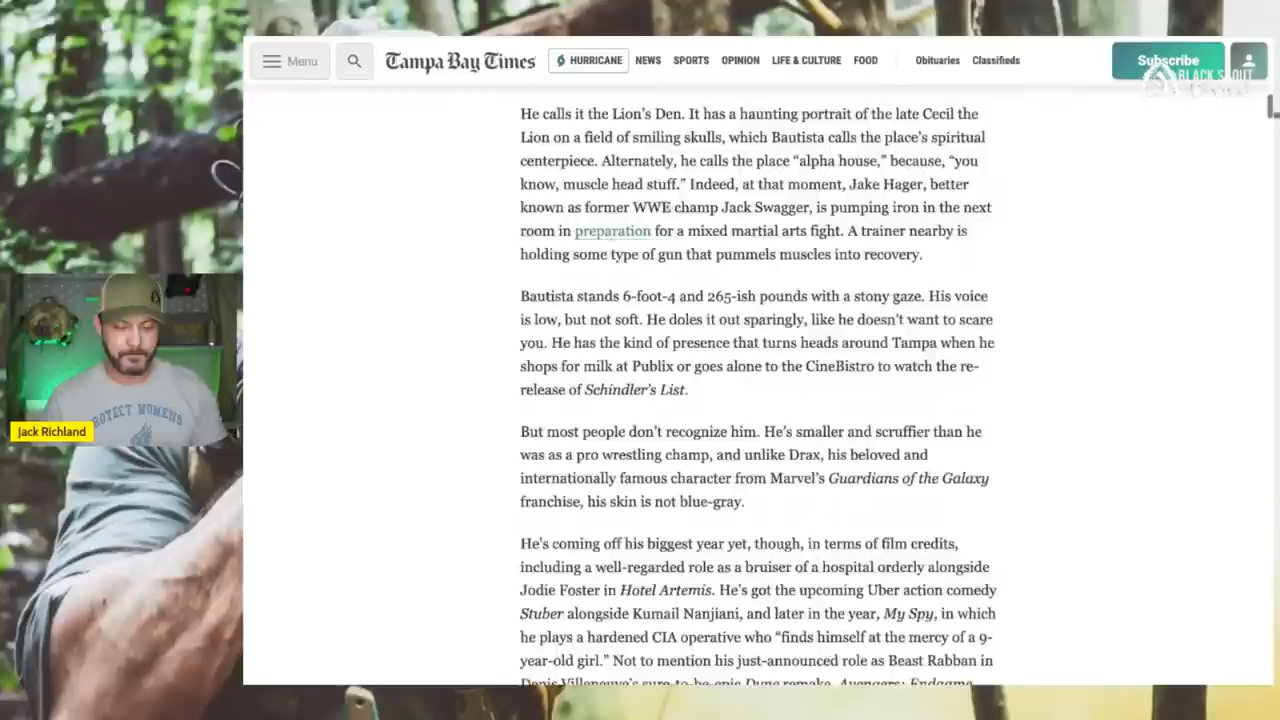 Menu
Tampa Bay Times
HURRICANE
NEWS
SPORTS
OPINION
LIFE & CULTURE
FOOD
Obituaries
Classifieds
Subscribe
BLACK SCOUT
He calls it the Lion’s Den. It has a haunting portrait of the late Cecil the
Lion on a field of smiling skulls, which Bautista calls the place’s spiritual
centerpiece. Alternately, he calls the place “alpha house,” because, “you
know, muscle head stuff.” Indeed, at that moment, Jake Hager, better
known as former WWE champ Jack Swagger, is pumping iron in the next
room in preparation for a mixed martial arts fight. A trainer nearby is
holding some type of gun that pummels muscles into recovery.
Bautista stands 6-foot-4 and 265-ish pounds with a stony gaze. His voice
is low, but not soft. He doles it out sparingly, like he doesn’t want to scare
you. He has the kind of presence that turns heads around Tampa when he
shops for milk at Publix or goes alone to the CineBistro to watch the re-
release of Schindler’s List.
But most people don’t recognize him. He’s smaller and scruffier than he
was as a pro wrestling champ, and unlike Drax, his beloved and
internationally famous character from Marvel’s Guardians of the Galaxy
franchise, his skin is not blue-gray.
He’s coming off his biggest year yet, though, in terms of film credits,
including a well-regarded role as a bruiser of a hospital orderly alongside
Jodie Foster in Hotel Artemis. He’s got the upcoming Uber action comedy
Stuber alongside Kumail Nanjiani, and later in the year, My Spy, in which
he plays a hardened CIA operative who “finds himself at the mercy of a 9-
year-old girl.” Not to mention his just-announced role as Beast Rabban in
Denis Villeneuve’s sure-to-be-epic Dune remake. Avengers: Endgame
PROTECT WOMENS
Jack Richland